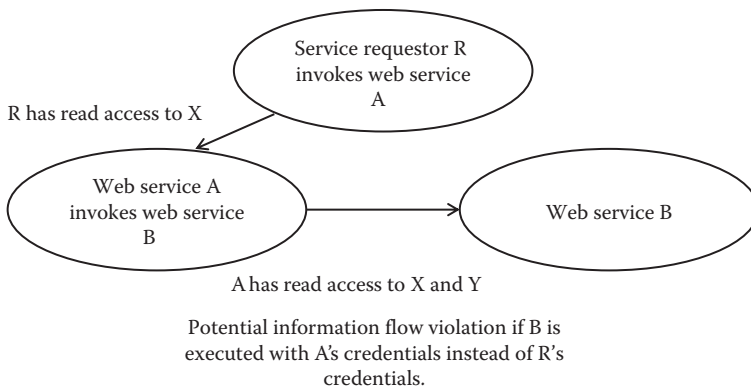 Service requestor R
invokes web service
A
R has read access to X
Web service A
invokes web service
B
Web service B
A has read access to X and Y
Potential information flow violation if B is
executed with A's credentials instead of R's
credentials.